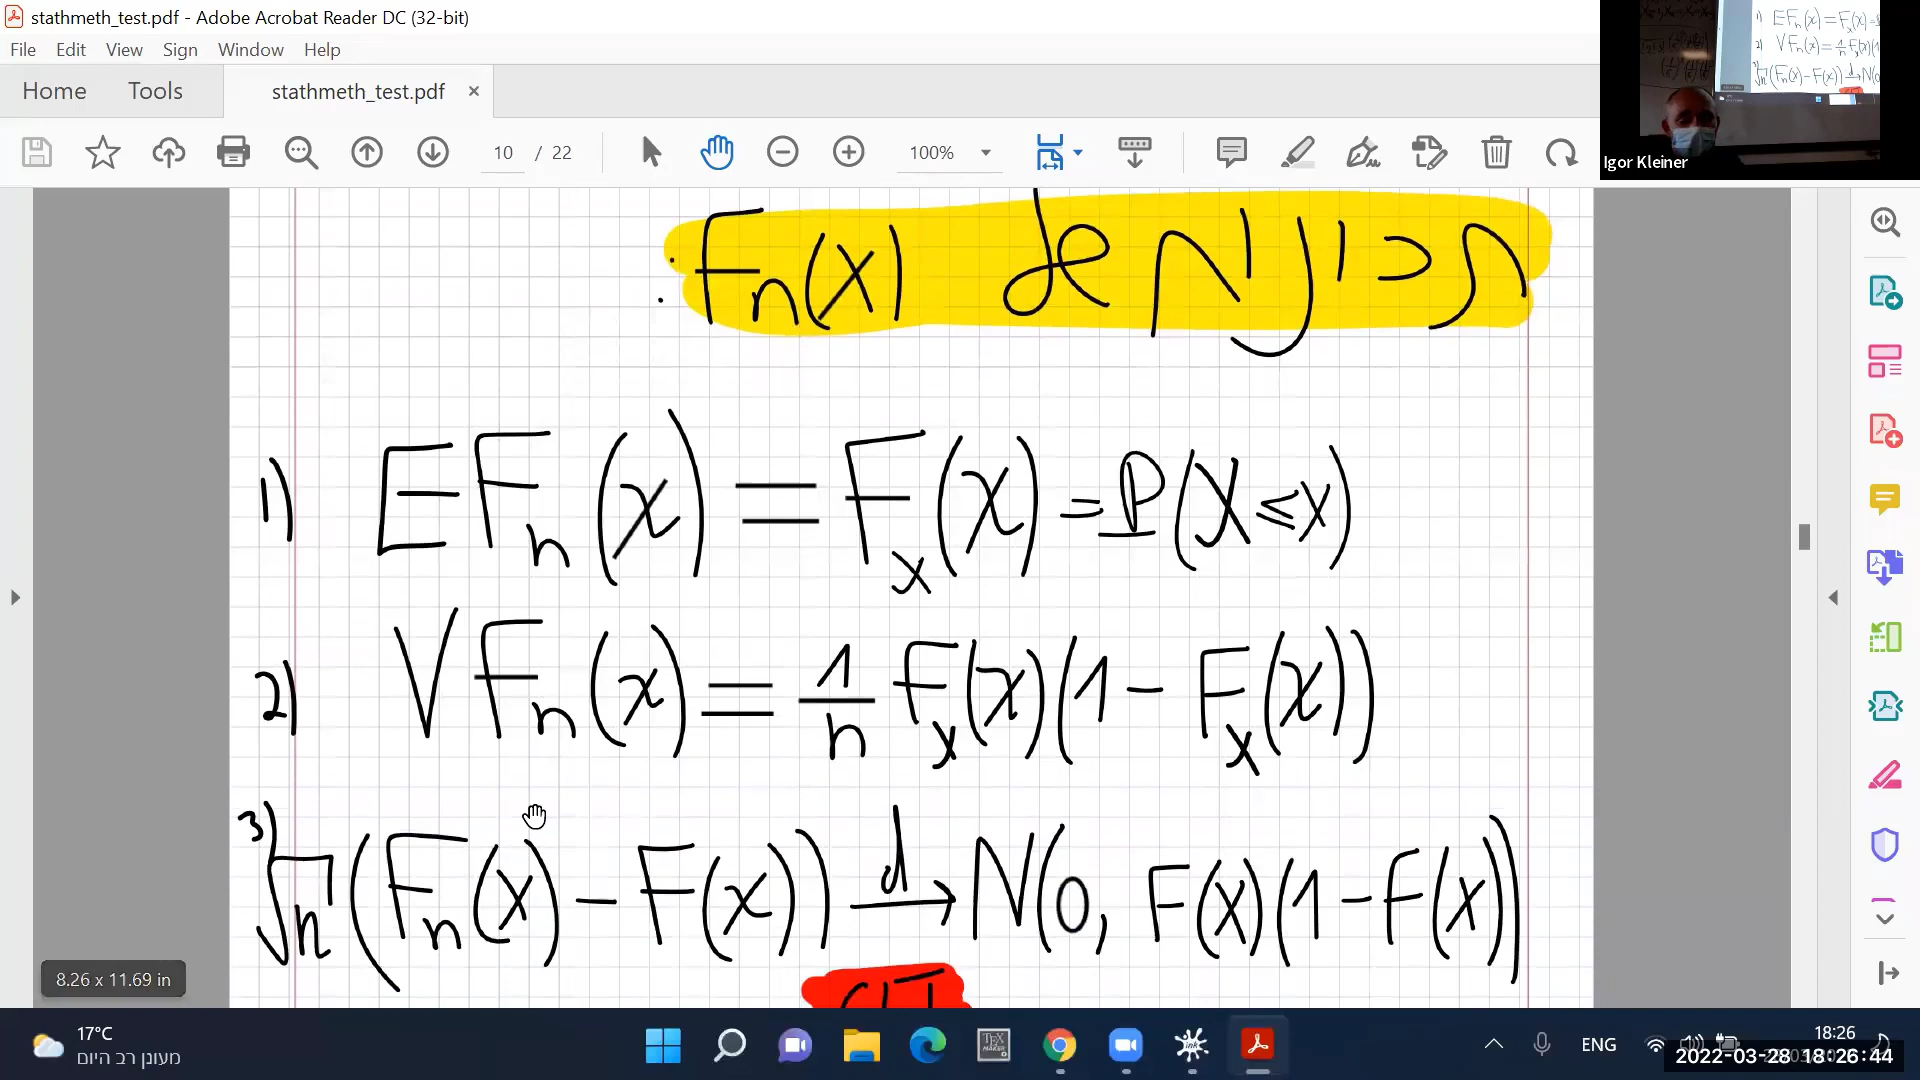 stathmeth_test.pdf - Adobe Acrobat Reader DC (32-bit)
File Edit View Sign Window Help
Home Tools stathmeth_test.pdf ×
10 / 22 100%
Igor Kleiner
תכונות של Fn(x)
1) EFn(x) = Fx(x) = P(X ≤ x)
2) VFn(x) = 1/n Fx(x)(1 - Fx(x))
3) √n (Fn(x) - F(x)) →d N(0, F(x)(1 - F(x))
CLT
8.26 x 11.69 in
17°C
מעונן רב היום
ENG
18:26
2022-03-28 18:26:44